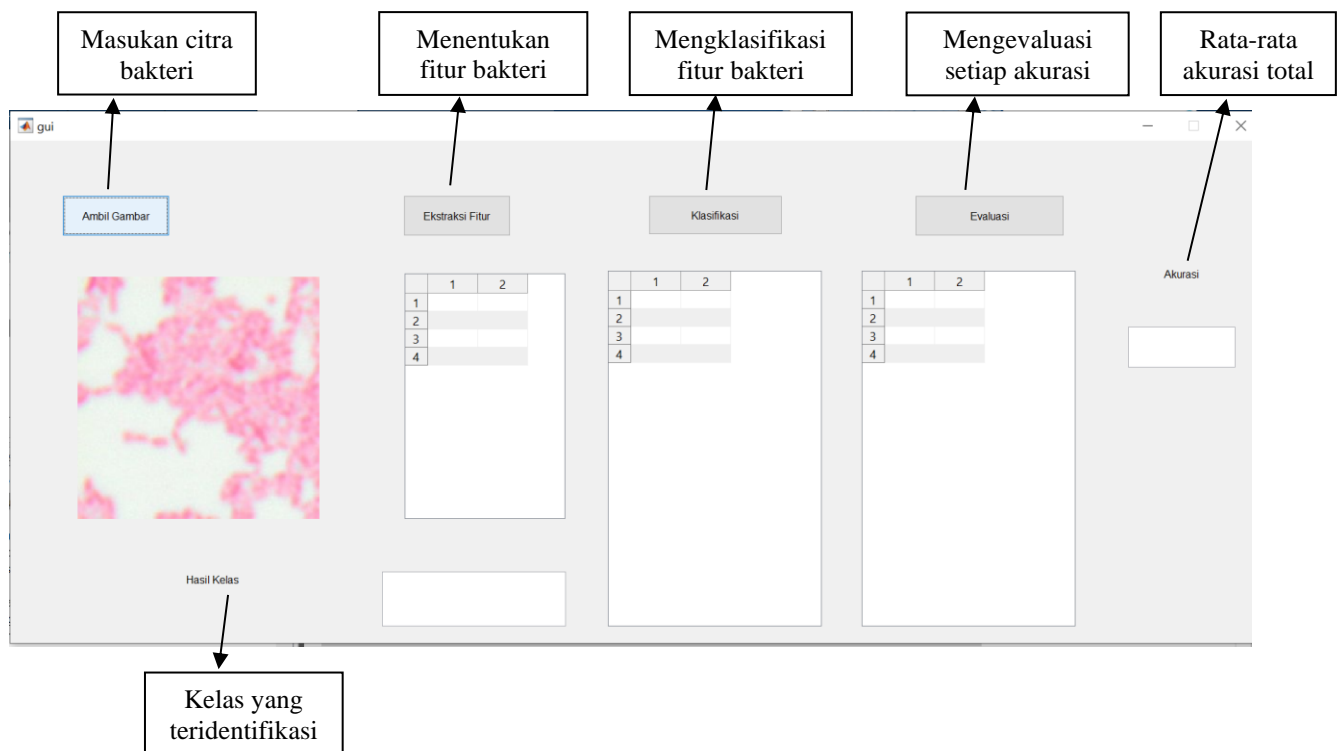 Masukan citra
bakteri
Menentukan
fitur bakteri
Mengklasifikasi
fitur bakteri
Mengevaluasi
setiap akurasi
Rata-rata
akurasi total
gui
Ambil Gambar
Ekstraksi Fitur
Klasifikasi
Evaluasi
Akurasi
1 2
1
2
3
4
1 2
1
2
3
4
1 2
1
2
3
4
Hasil Kelas
Kelas yang
teridentifikasi